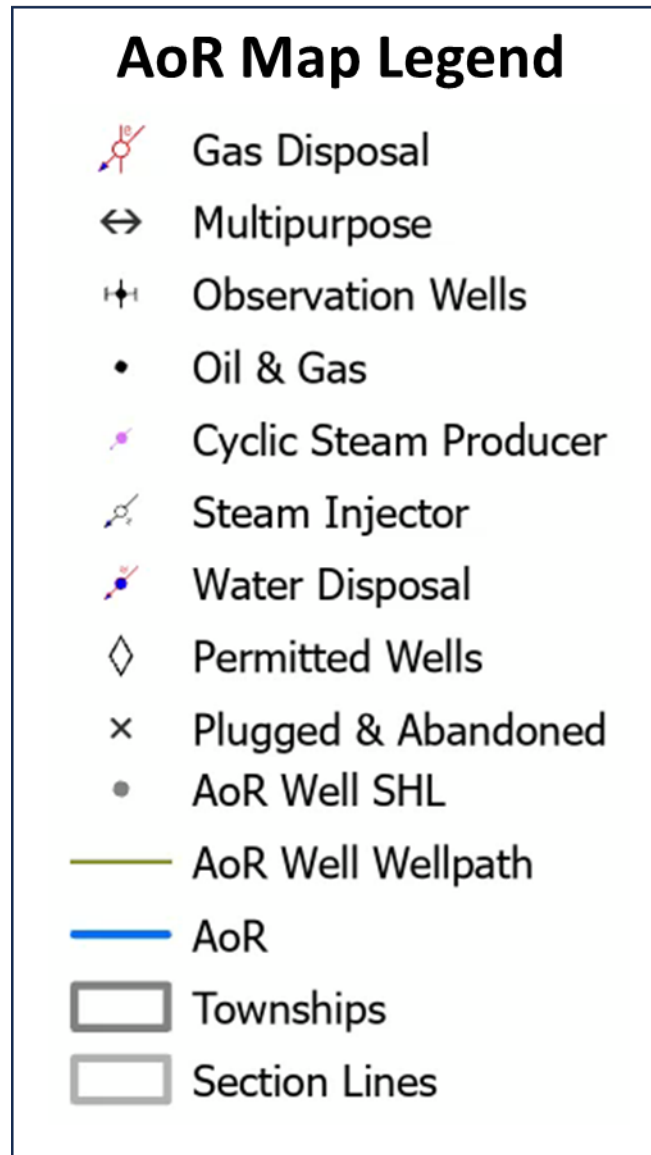 AoR Map Legend
Gas Disposal
Multipurpose
Observation Wells
Oil & Gas
Cyclic Steam Producer
Steam Injector
Water Disposal
Permitted Wells
Plugged & Abandoned
AoR Well SHL
AoR Well Wellpath
AoR
Townships
Section Lines